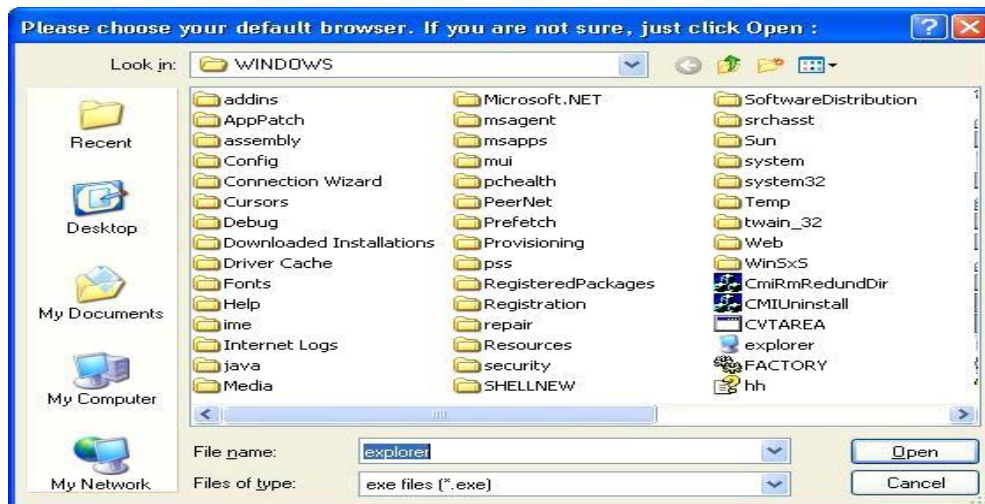 Please choose your default browser. If you are not sure, just click Open :
Look in:
WINDOWS
Recent
Desktop
My Documents
My Computer
My Network
addins
AppPatch
assembly
Config
Connection Wizard
Cursors
Debug
Downloaded Installations
Driver Cache
Fonts
Help
ime
Internet Logs
java
Media
Microsoft.NET
msagent
msapps
mui
pchealth
PeerNet
Prefetch
Provisioning
pss
RegisteredPackages
Registration
repair
Resources
security
SHELLNEW
SoftwareDistribution
srchasst
Sun
system
system32
Temp
twain_32
Web
WinSxS
CmiRmRedundDir
CMIUninstall
CVTAREA
explorer
FACTORY
hh
File name:
explorer
Open
Files of type:
exe files (*.exe)
Cancel